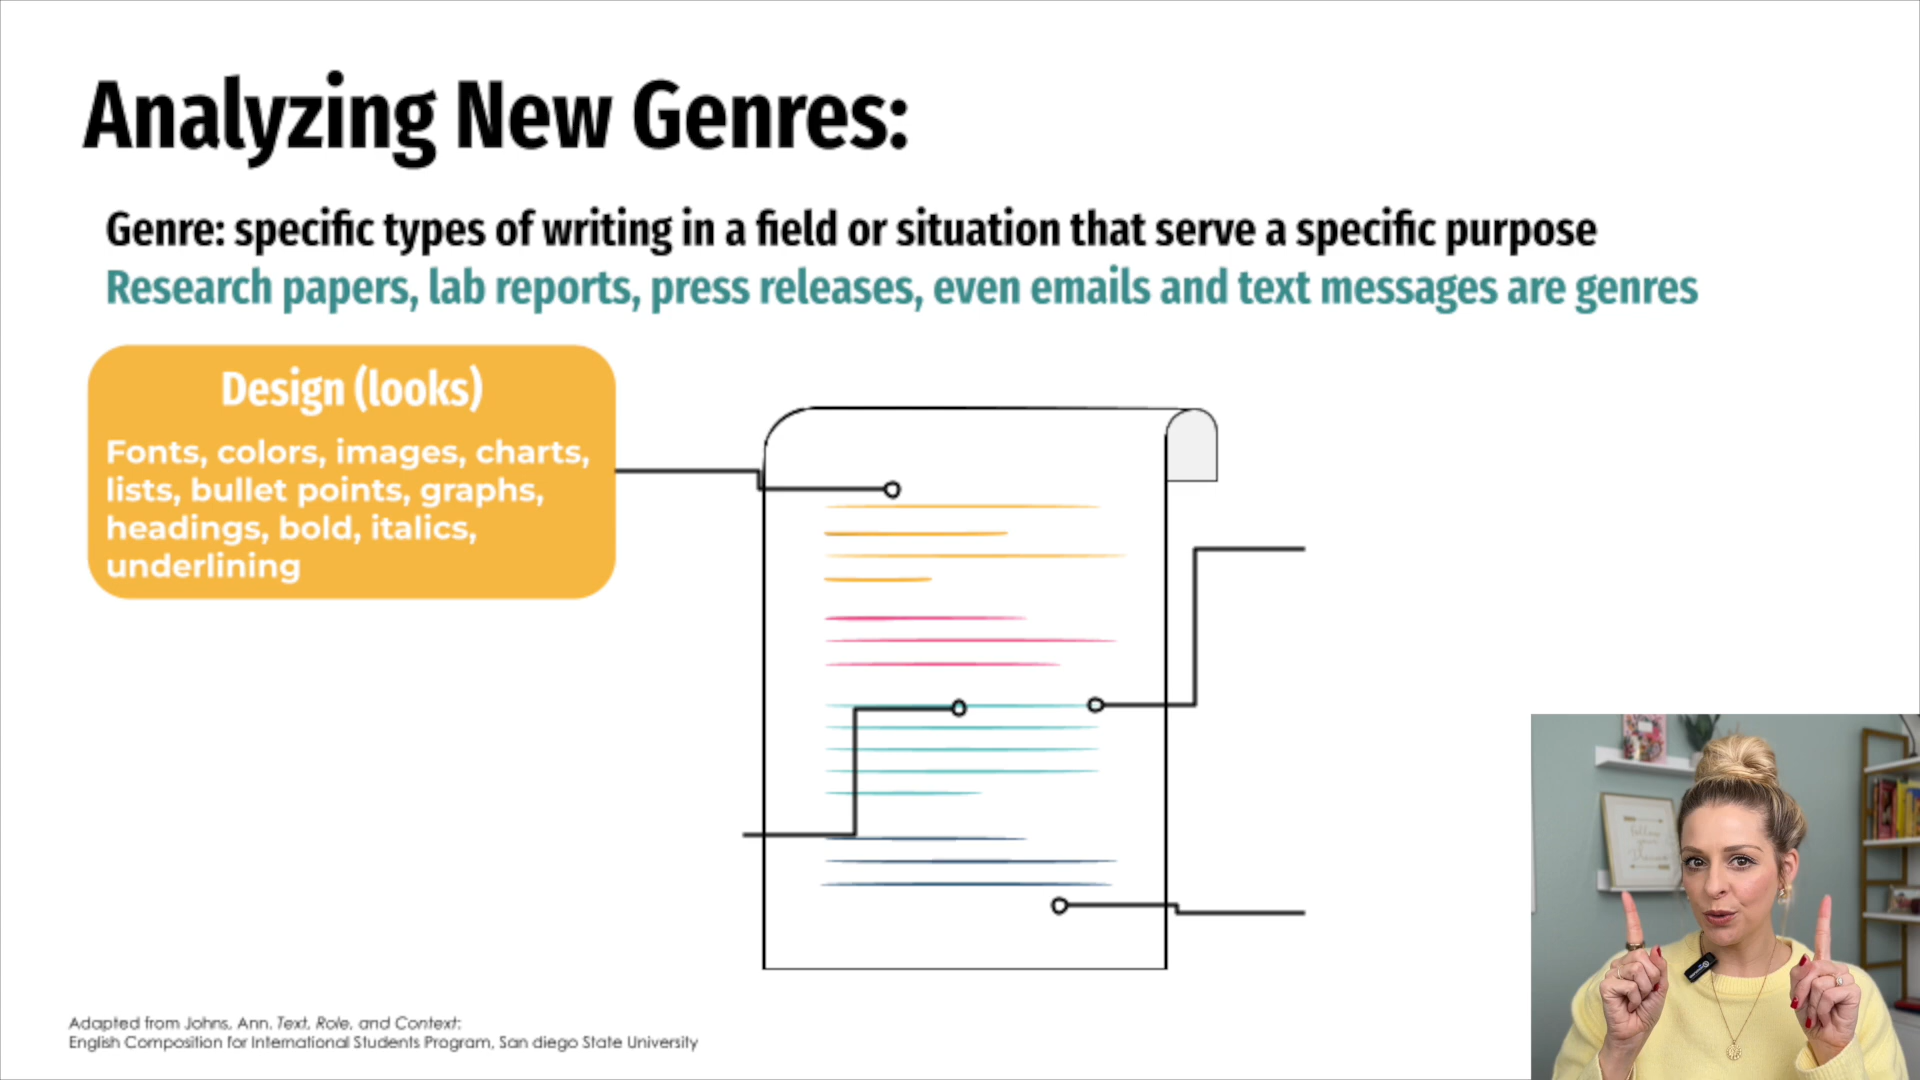 Analyzing New Genres:
Genre: specific types of writing in a field or situation that serve a specific purpose
Research papers, lab reports, press releases, even emails and text messages are genres
Design (looks)
Fonts, colors, images, charts,
lists, bullet points, graphs,
headings, bold, italics,
underlining
Adapted from Johns, Ann, Text, Role, and Context:
English Composition for International Students Program, San diego State University